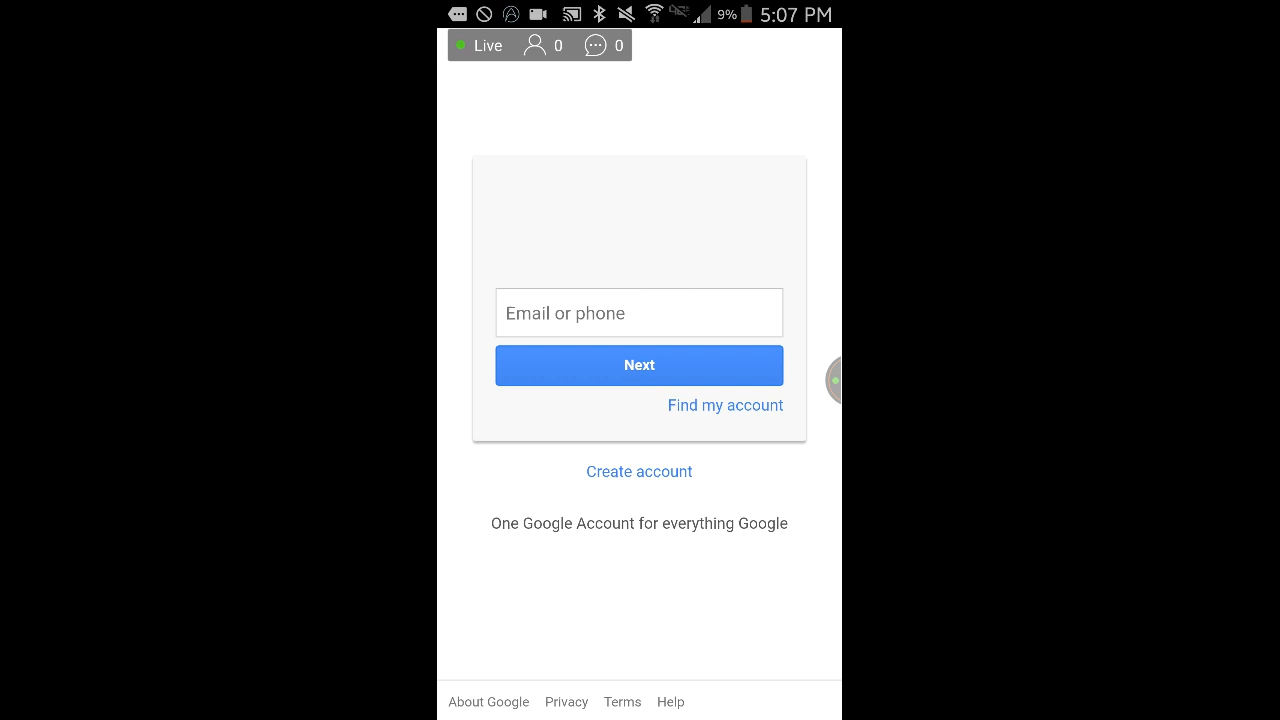 9% 5:07 PM
Live 0 0
Email or phone
Next
Find my account
Create account
One Google Account for everything Google
About Google Privacy Terms Help